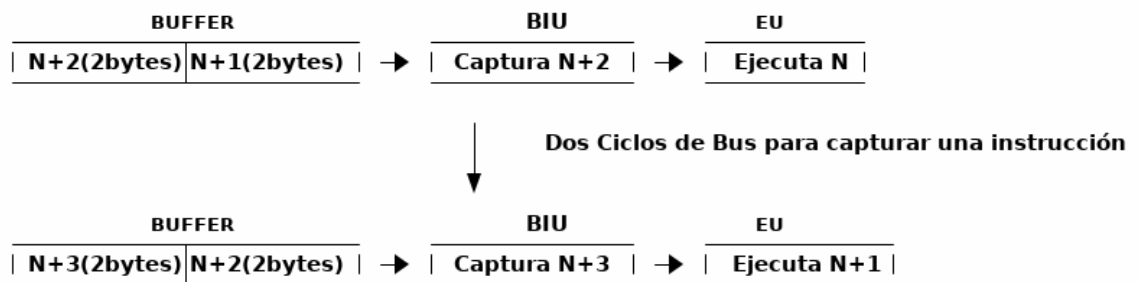 BUFFER BIU EU
N+2(2bytes) N+1(2bytes) Captura N+2 Ejecuta N
Dos Ciclos de Bus para capturar una instrucción
BUFFER BIU EU
N+3(2bytes) N+2(2bytes) Captura N+3 Ejecuta N+1